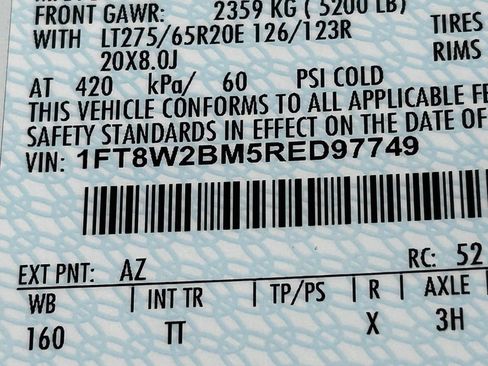 FRONT GAWR: 2359 KG ( 5200 LB)
WITH LT275/65R20E 126/123R TIRES
20X8.0J RIMS
AT 420 kPa/ 60 PSI COLD
THIS VEHICLE CONFORMS TO ALL APPLICABLE FE
SAFETY STANDARDS IN EFFECT ON THE DATE OF
VIN: 1FT8W2BM5RED97749
EXT PNT: AZ RC: 52
WB | INT TR | TP/PS | R | AXLE |
160 TT X 3H